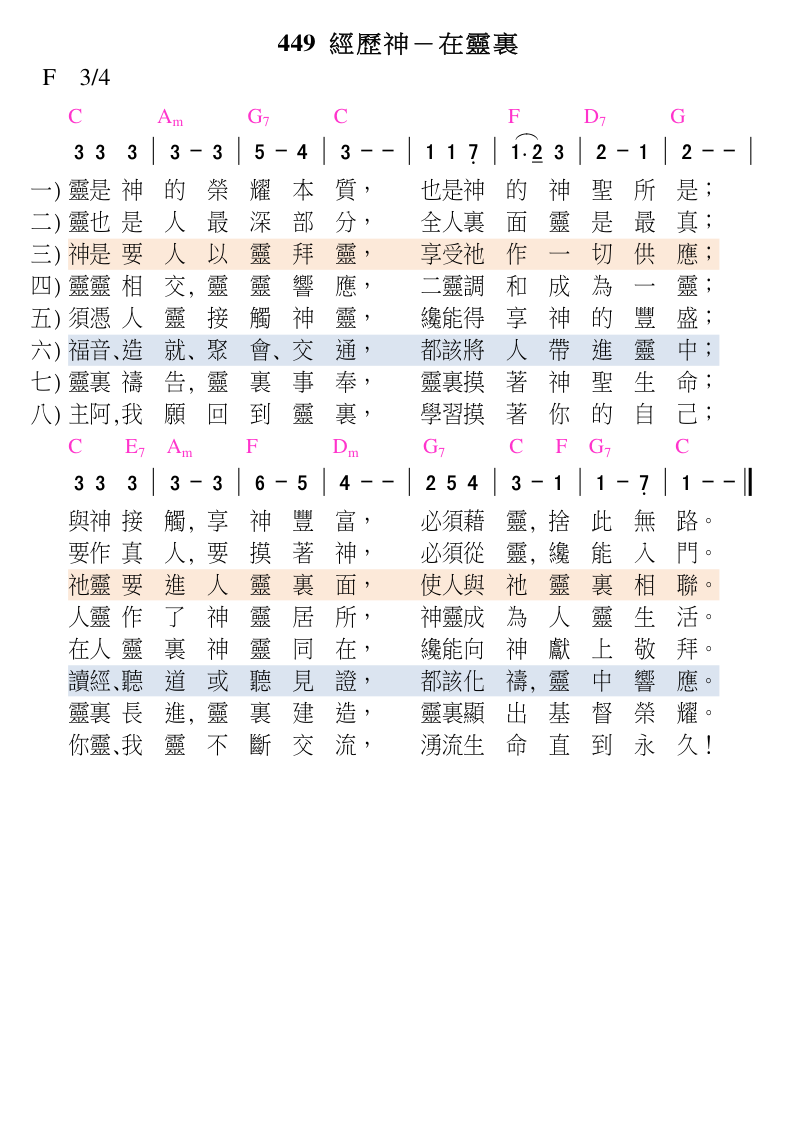 449 經歷神－在靈裏
F 3/4
C Am G7 C F D7 G
3 3 3 | 3 - 3 | 5 - 4 | 3 - - | 1 1 7̣ | 1·2 3 | 2 - 1 | 2 - - |
一) 靈是神的榮耀本質，也是神的神聖所是；
二) 靈也是人最深部分，全人裏面靈是最真；
三) 神是要人以靈拜靈，享受祂作一切供應；
四) 靈靈相交，靈靈響應，二靈調和成為一靈；
五) 須憑人靈接觸神靈，纔能得享神的豐盛；
六) 福音、造就、聚會、交通，都該將人帶進靈中；
七) 靈裏禱告，靈裏事奉，靈裏摸著神聖生命；
八) 主阿，我願回到靈裏，學習摸著你的自己；
C E7 Am F Dm G7 C F G7 C
3 3 3 | 3 - 3 | 6 - 5 | 4 - - | 2 5 4 | 3 - 1 | 1 - 7̣ | 1 - - ‖
與神接觸，享神豐富，必須藉靈，捨此無路。
要作真人，要摸著神，必須從靈，纔能入門。
祂靈要進人靈裏面，使人與祂靈裏相聯。
人靈作了神靈居所，神靈成為人靈生活。
在人靈裏神靈同在，纔能向神獻上敬拜。
讀經、聽道或聽見證，都該化禱，靈中響應。
靈裏長進，靈裏建造，靈裏顯出基督榮耀。
你靈、我靈不斷交流，湧流生命直到永久！